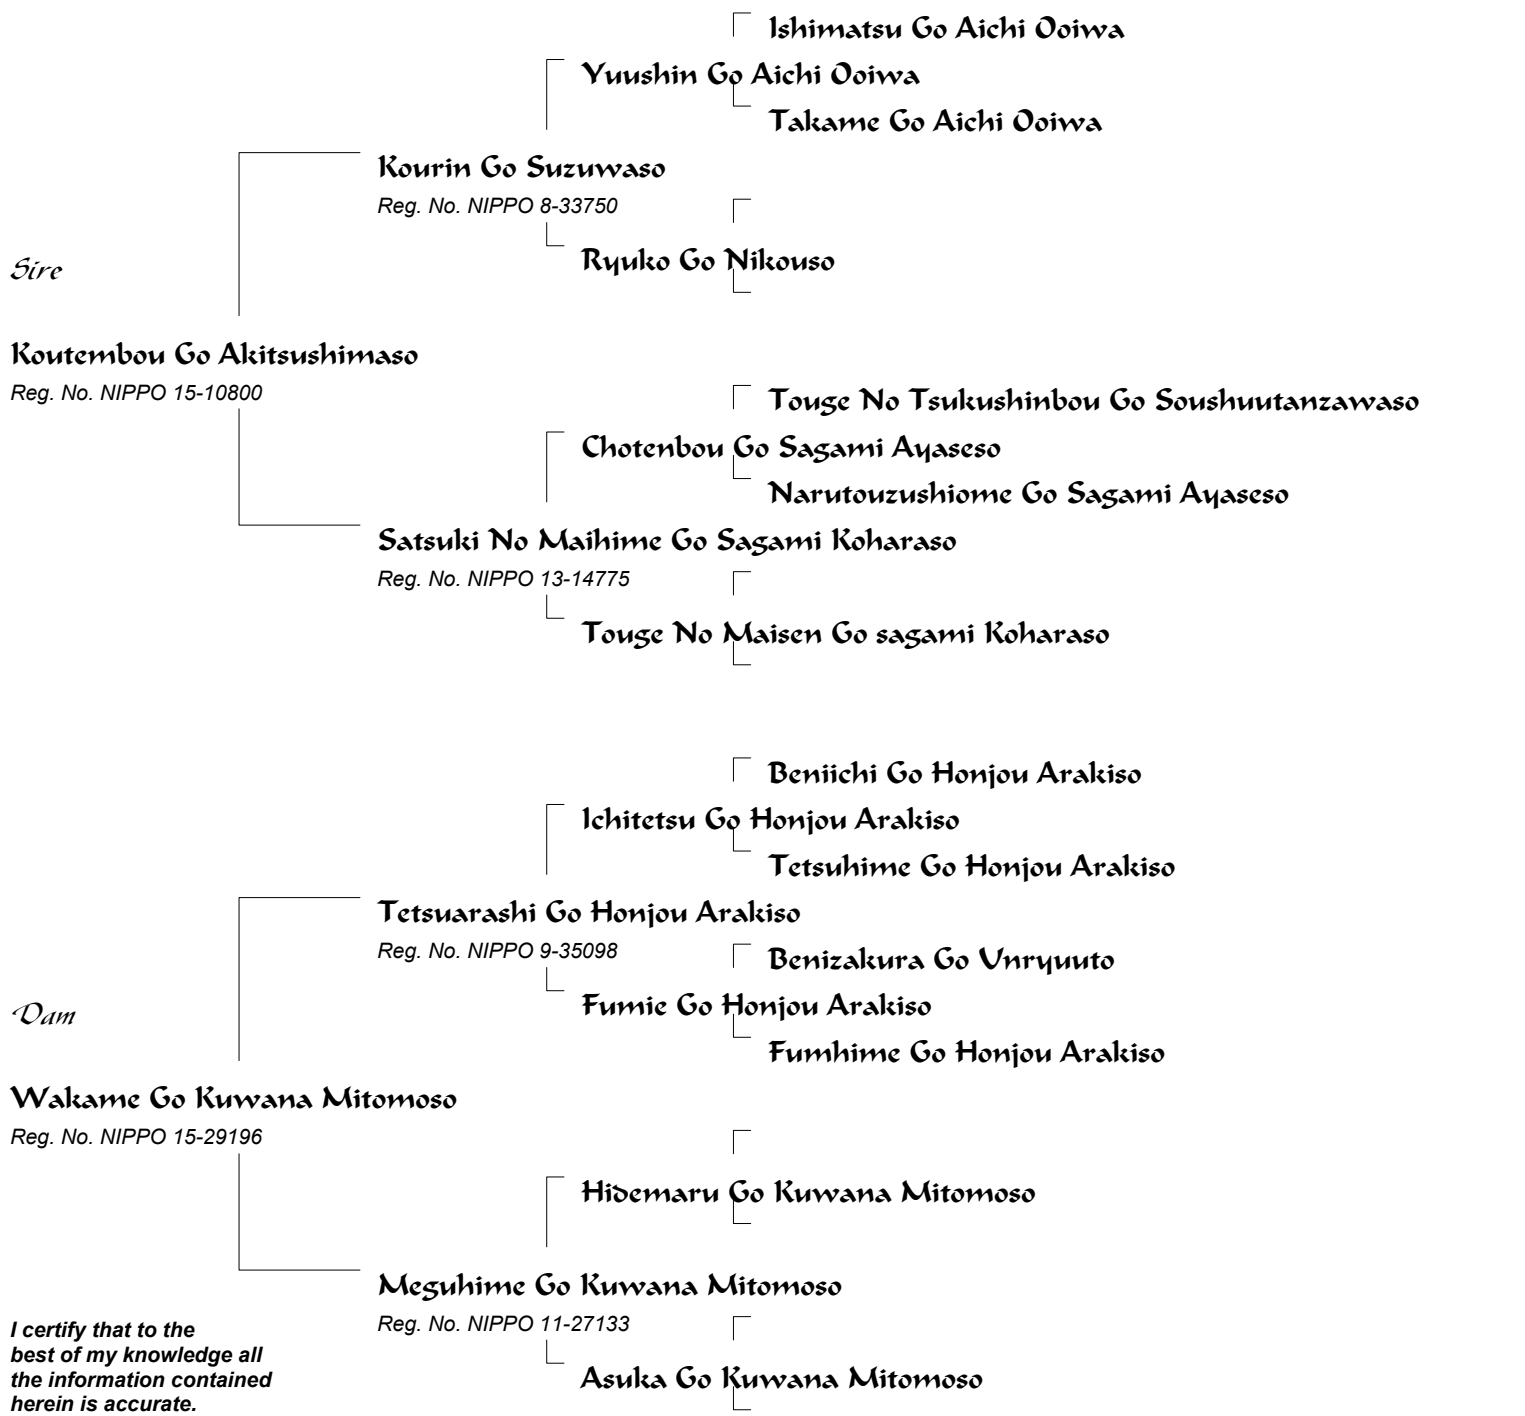 Ishimatsu Go Aichi Ooiwa
Yuushin Go Aichi Ooiwa
Takame Go Aichi Ooiwa
Kourin Go Suzuwaso
Reg. No. NIPPO 8-33750
Ryuko Go Nikouso
Sire
Koutembou Go Akitsushimaso
Reg. No. NIPPO 15-10800
Touge No Tsukushinbou Go Soushuutanzawaso
Chotenbou Go Sagami Ayaseso
Narutouzushiome Go Sagami Ayaseso
Satsuki No Maihime Go Sagami Koharaso
Reg. No. NIPPO 13-14775
Touge No Maisen Go sagami Koharaso
Beniichi Go Honjou Arakiso
Ichitetsu Go Honjou Arakiso
Tetsuhime Go Honjou Arakiso
Tetsuarashi Go Honjou Arakiso
Reg. No. NIPPO 9-35098
Benizakura Go Unryuuto
Fumie Go Honjou Arakiso
Dam
Fumhime Go Honjou Arakiso
Wakame Go Kuwana Mitomoso
Reg. No. NIPPO 15-29196
Hidemaru Go Kuwana Mitomoso
Meguhime Go Kuwana Mitomoso
Reg. No. NIPPO 11-27133
Asuka Go Kuwana Mitomoso
I certify that to the
best of my knowledge all
the information contained
herein is accurate.